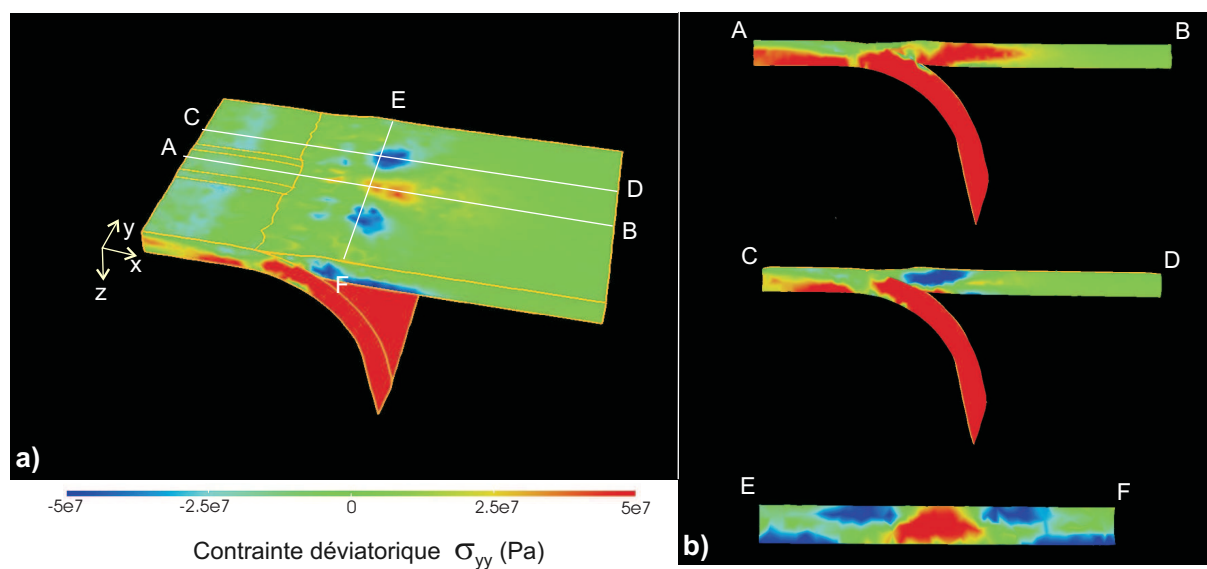 E
C
A
D
B
F
y
x
z
a)
-5e7 -2.5e7 0 2.5e7 5e7
Contrainte déviatorique σyy (Pa)
A B
C D
E F
b)